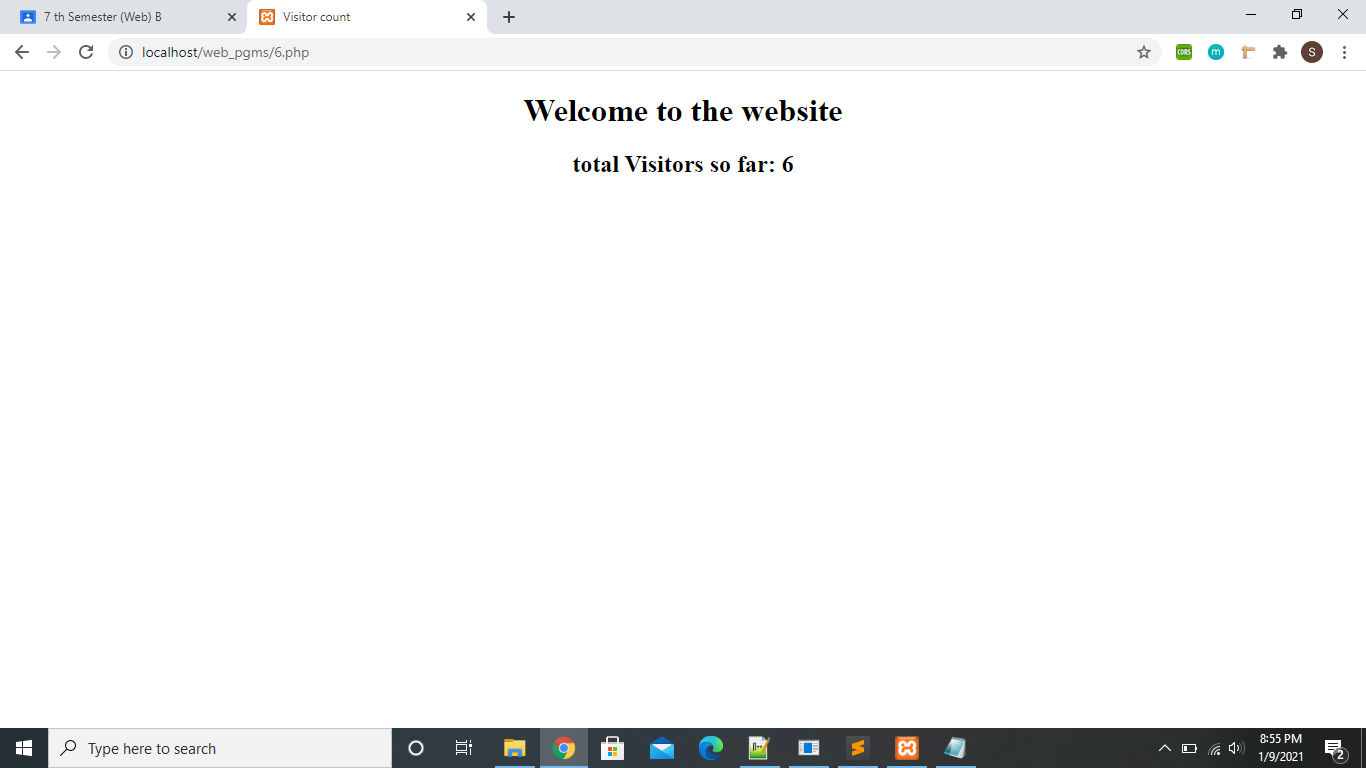 7 th Semester (Web) B
Visitor count
localhost/web_pgms/6.php
CORS
m
S
Welcome to the website
total Visitors so far: 6
Type here to search
8:55 PM
1/9/2021
2